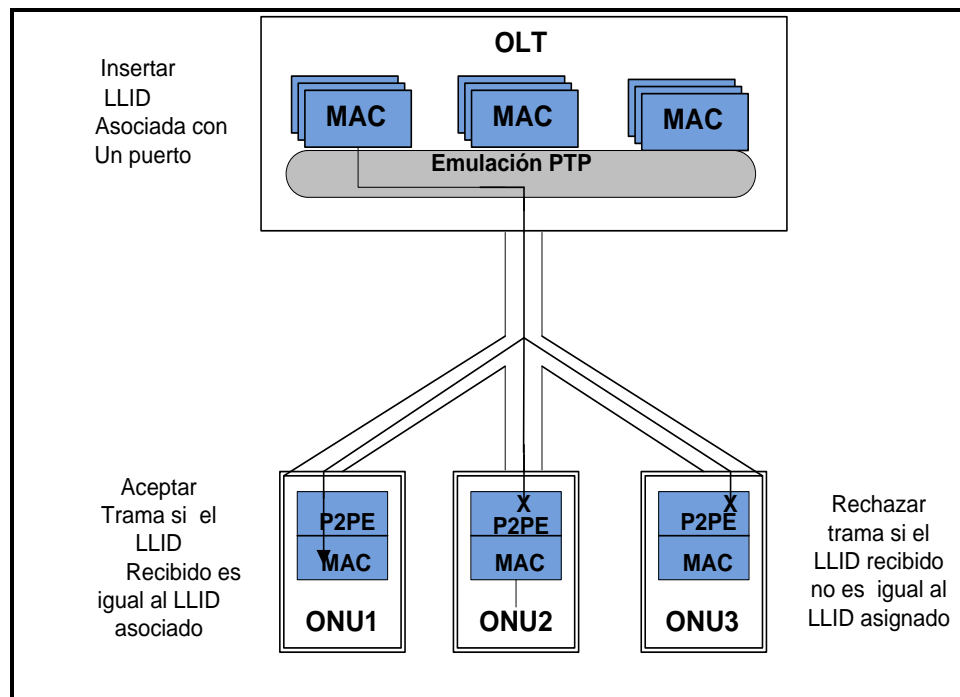 OLT
Insertar
LLID
Asociada con
Un puerto
MAC
MAC
MAC
Emulación PTP
Aceptar
Trama si el
LLID
Recibido es
igual al LLID
asociado
P2PE
MAC
ONU1
X
P2PE
MAC
ONU2
X
P2PE
MAC
ONU3
Rechazar
trama si el
LLID recibido
no es igual al
LLID asignado